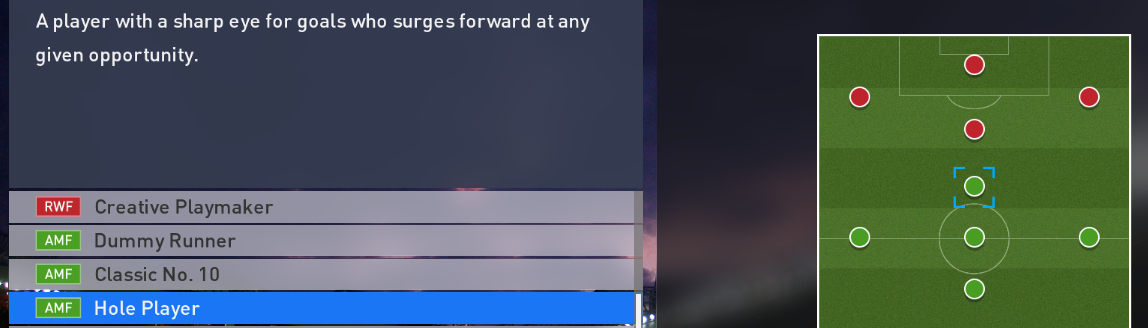 A player with a sharp eye for goals who surges forward at any
given opportunity.
RWF Creative Playmaker
AMF Dummy Runner
AMF Classic No. 10
AMF Hole Player